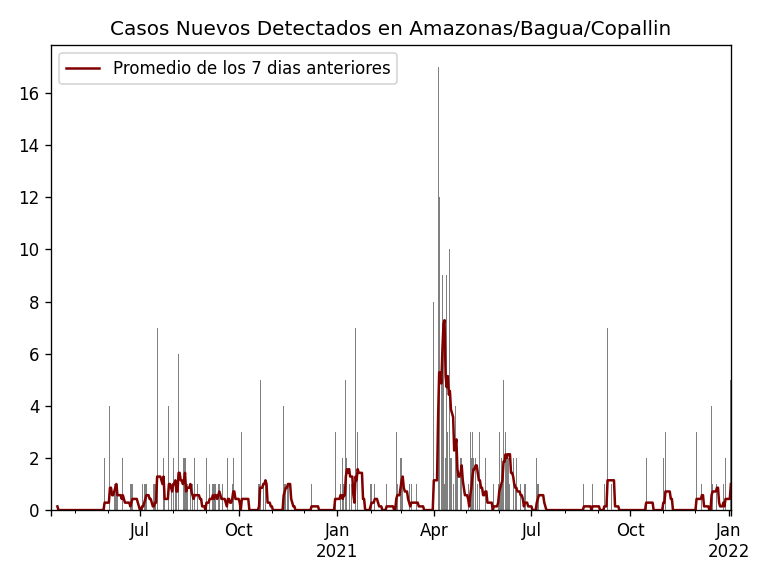 Casos Nuevos Detectados en Amazonas/Bagua/Copallin
Promedio de los 7 dias anteriores
16
14
12
10
8
6
4
2
0
Jul
Oct
Jan
2021
Apr
Jul
Oct
Jan
2022